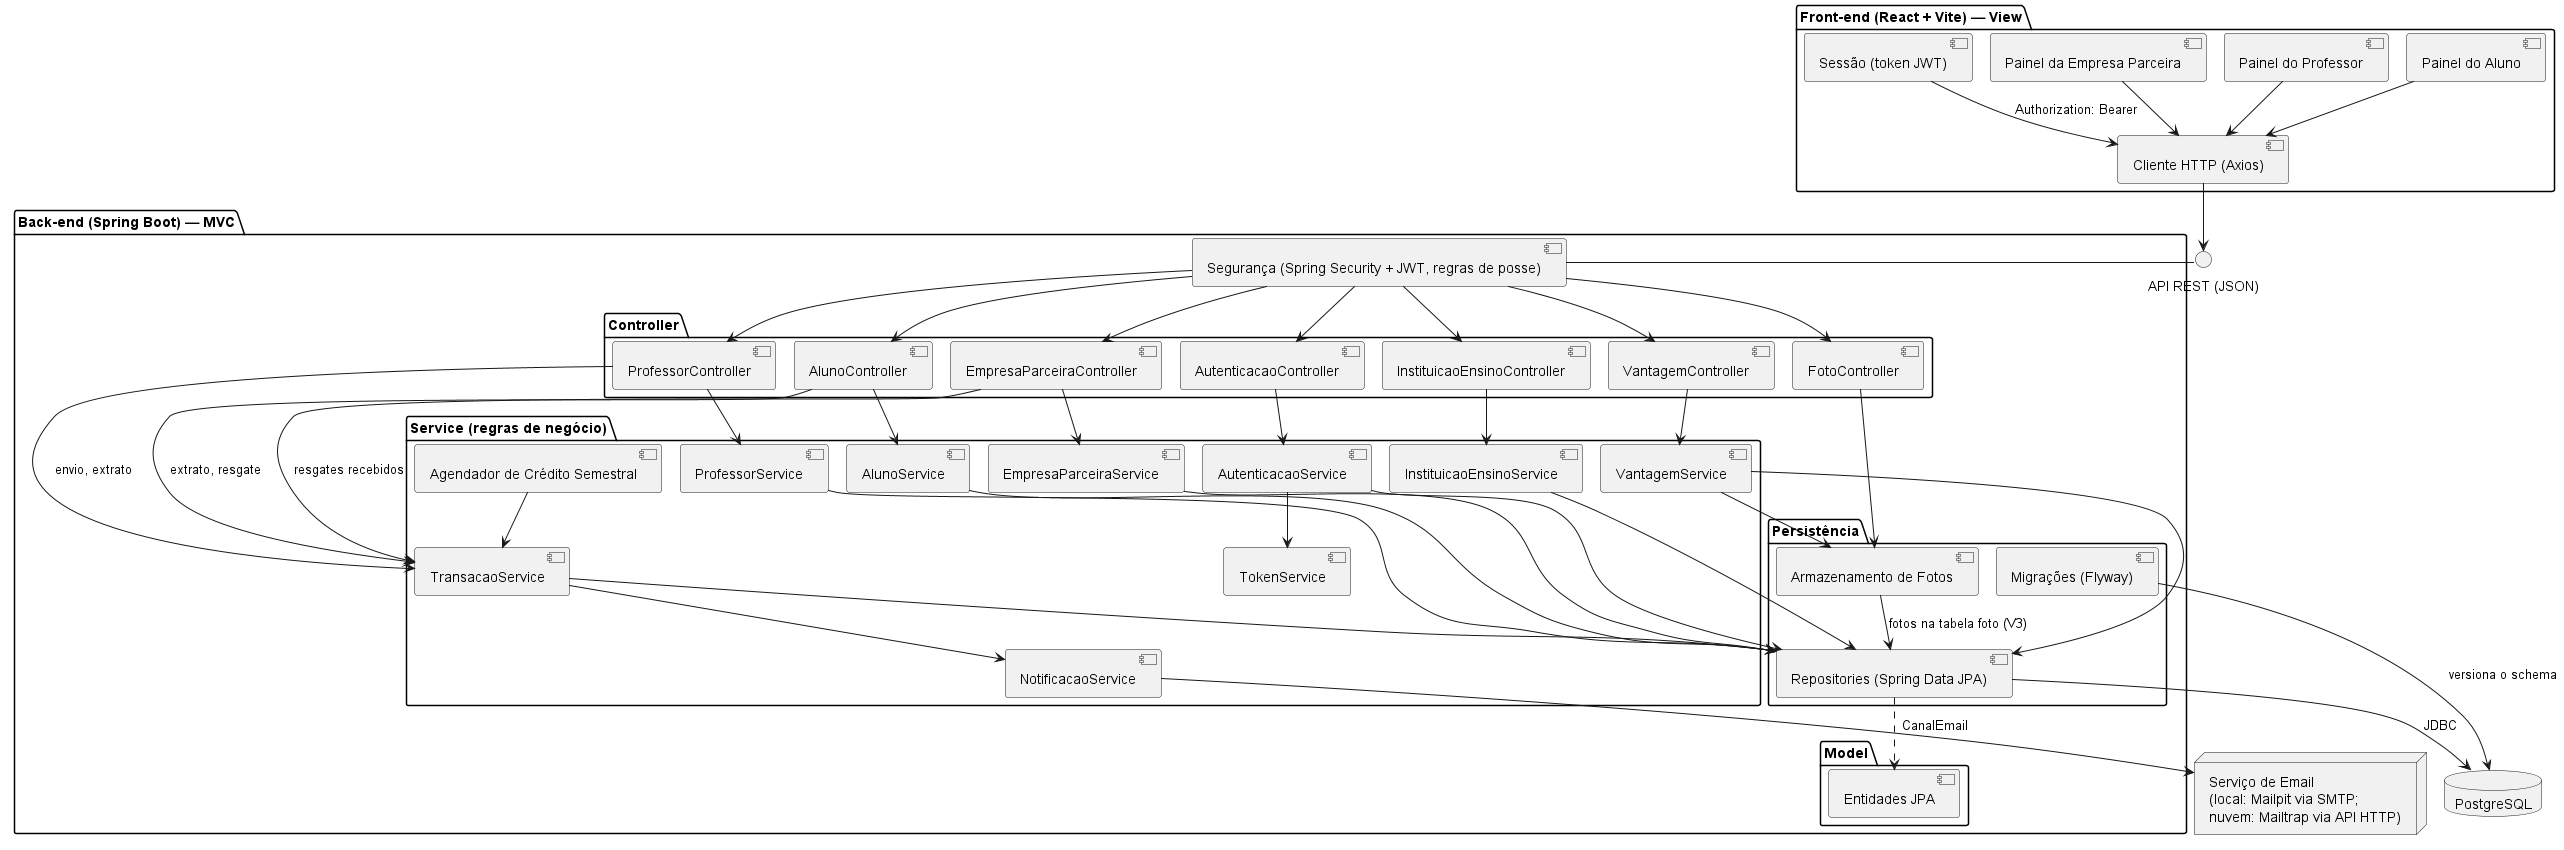 Front-end (React + Vite) — View
Sessão (token JWT)
Painel da Empresa Parceira
Painel do Professor
Painel do Aluno
Authorization: Bearer
Cliente HTTP (Axios)
Back-end (Spring Boot) — MVC
Segurança (Spring Security + JWT, regras de posse)
API REST (JSON)
Controller
ProfessorController
AlunoController
EmpresaParceiraController
AutenticacaoController
InstituicaoEnsinoController
VantagemController
FotoController
Service (regras de negócio)
envio, extrato
extrato, resgate
resgates recebidos
Agendador de Crédito Semestral
ProfessorService
AlunoService
EmpresaParceiraService
AutenticacaoService
InstituicaoEnsinoService
VantagemService
Persistência
TransacaoService
TokenService
Armazenamento de Fotos
Migrações (Flyway)
fotos na tabela foto (V3)
NotificacaoService
Repositories (Spring Data JPA)
versiona o schema
CanalEmail
JDBC
Model
Entidades JPA
Serviço de Email
(local: Mailpit via SMTP;
nuvem: Mailtrap via API HTTP)
PostgreSQL